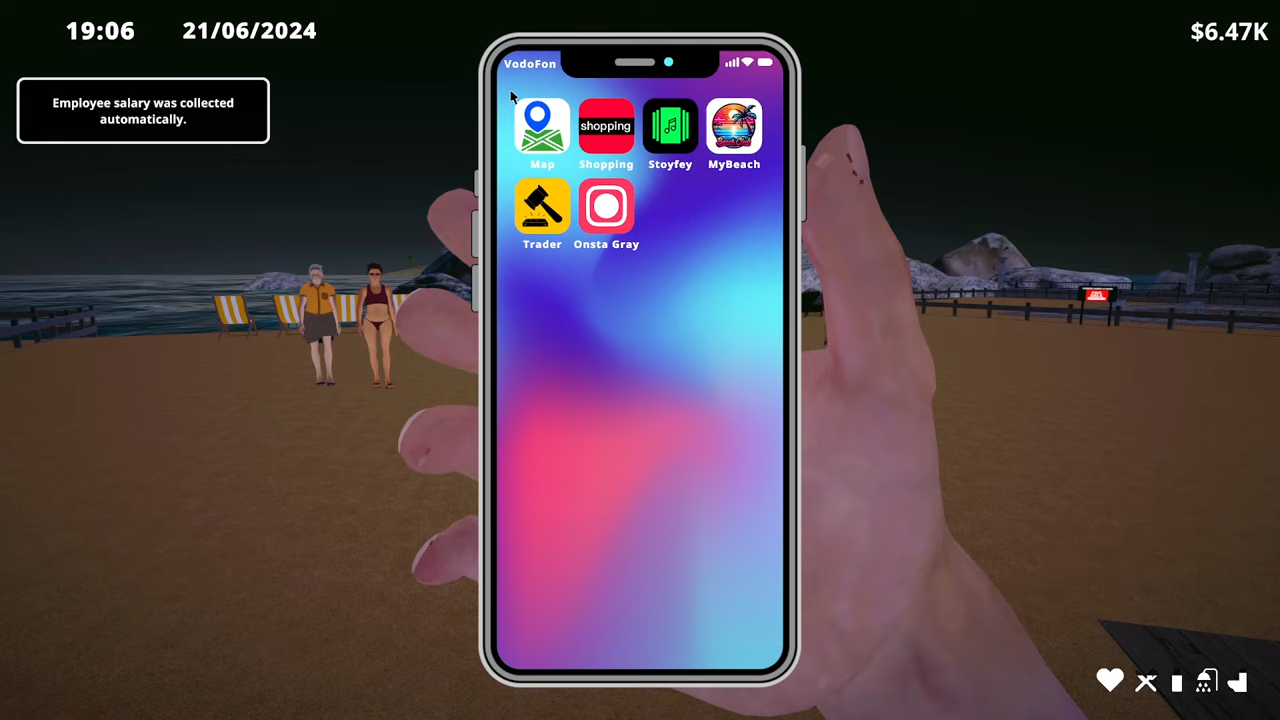 19:06 21/06/2024
$6.47K
Employee salary was collected
automatically.
VodoFon
shopping
Map Shopping Stoyfey MyBeach
Trader Onsta Gray